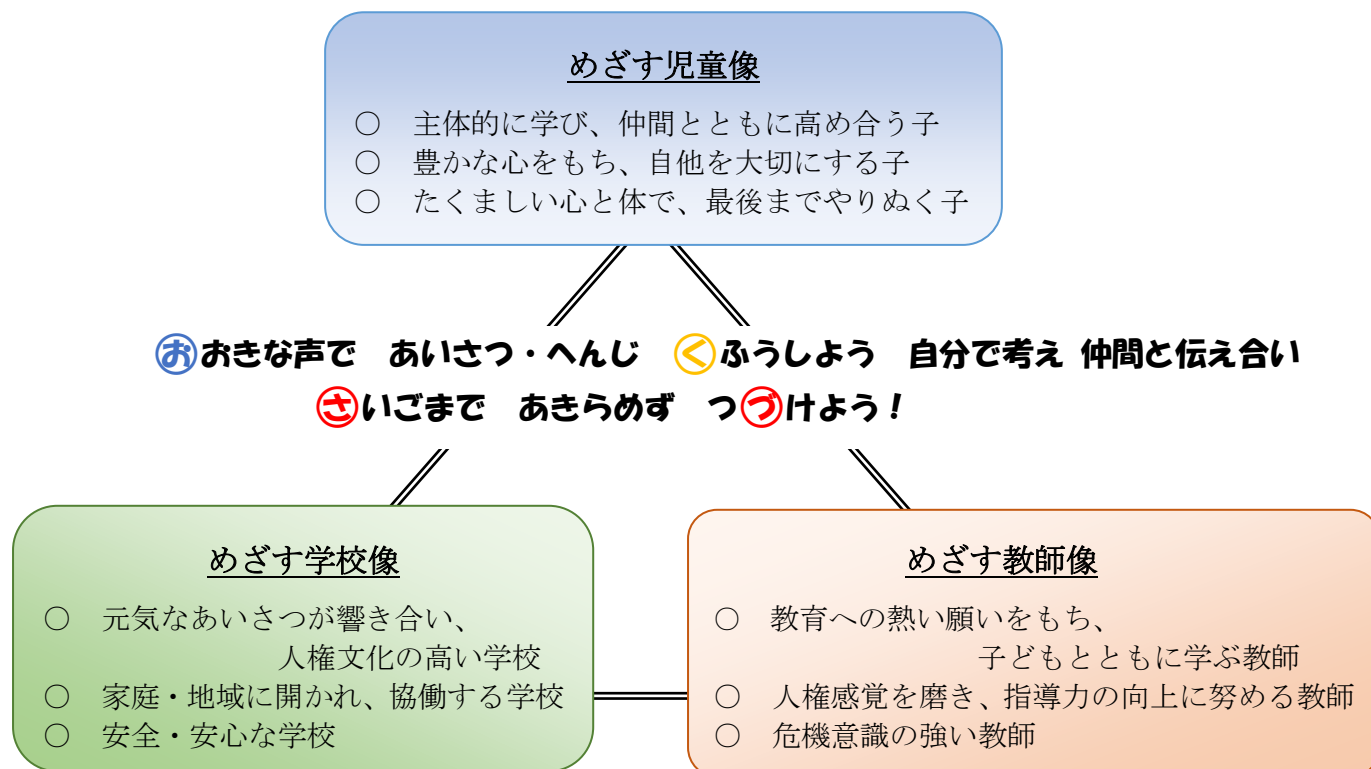 めざす児童像
○ 主体的に学び、仲間とともに高め合う子
○ 豊かな心をもち、自他を大切にする子
○ たくましい心と体で、最後までやりぬく子
おおきな声で あいさつ・へんじ くふうしよう 自分で考え 仲間と伝え合い
さいごまで あきらめず つづけよう!
めざす学校像
○ 元気なあいさつが響き合い、
人権文化の高い学校
○ 家庭・地域に開かれ、協働する学校
○ 安全・安心な学校
めざす教師像
○ 教育への熱い願いをもち、
子どもとともに学ぶ教師
○ 人権感覚を磨き、指導力の向上に努める教師
○ 危機意識の強い教師